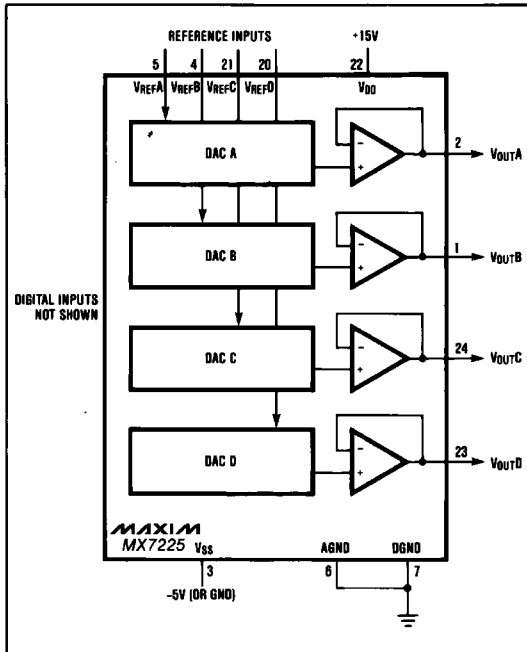 REFERENCE INPUTS +15V
5 4 21 20 22
VREFA VREFB VREFC VREFD VDD
DAC A
- + 2 VOUTA
DAC B
- + 1 VOUTB
DIGITAL INPUTS
NOT SHOWN
DAC C
- + 24 VOUTC
DAC D
- + 23 VOUTD
MAXIM
MX7225 VSS AGND DGND
3 6 7
-5V (OR GND)